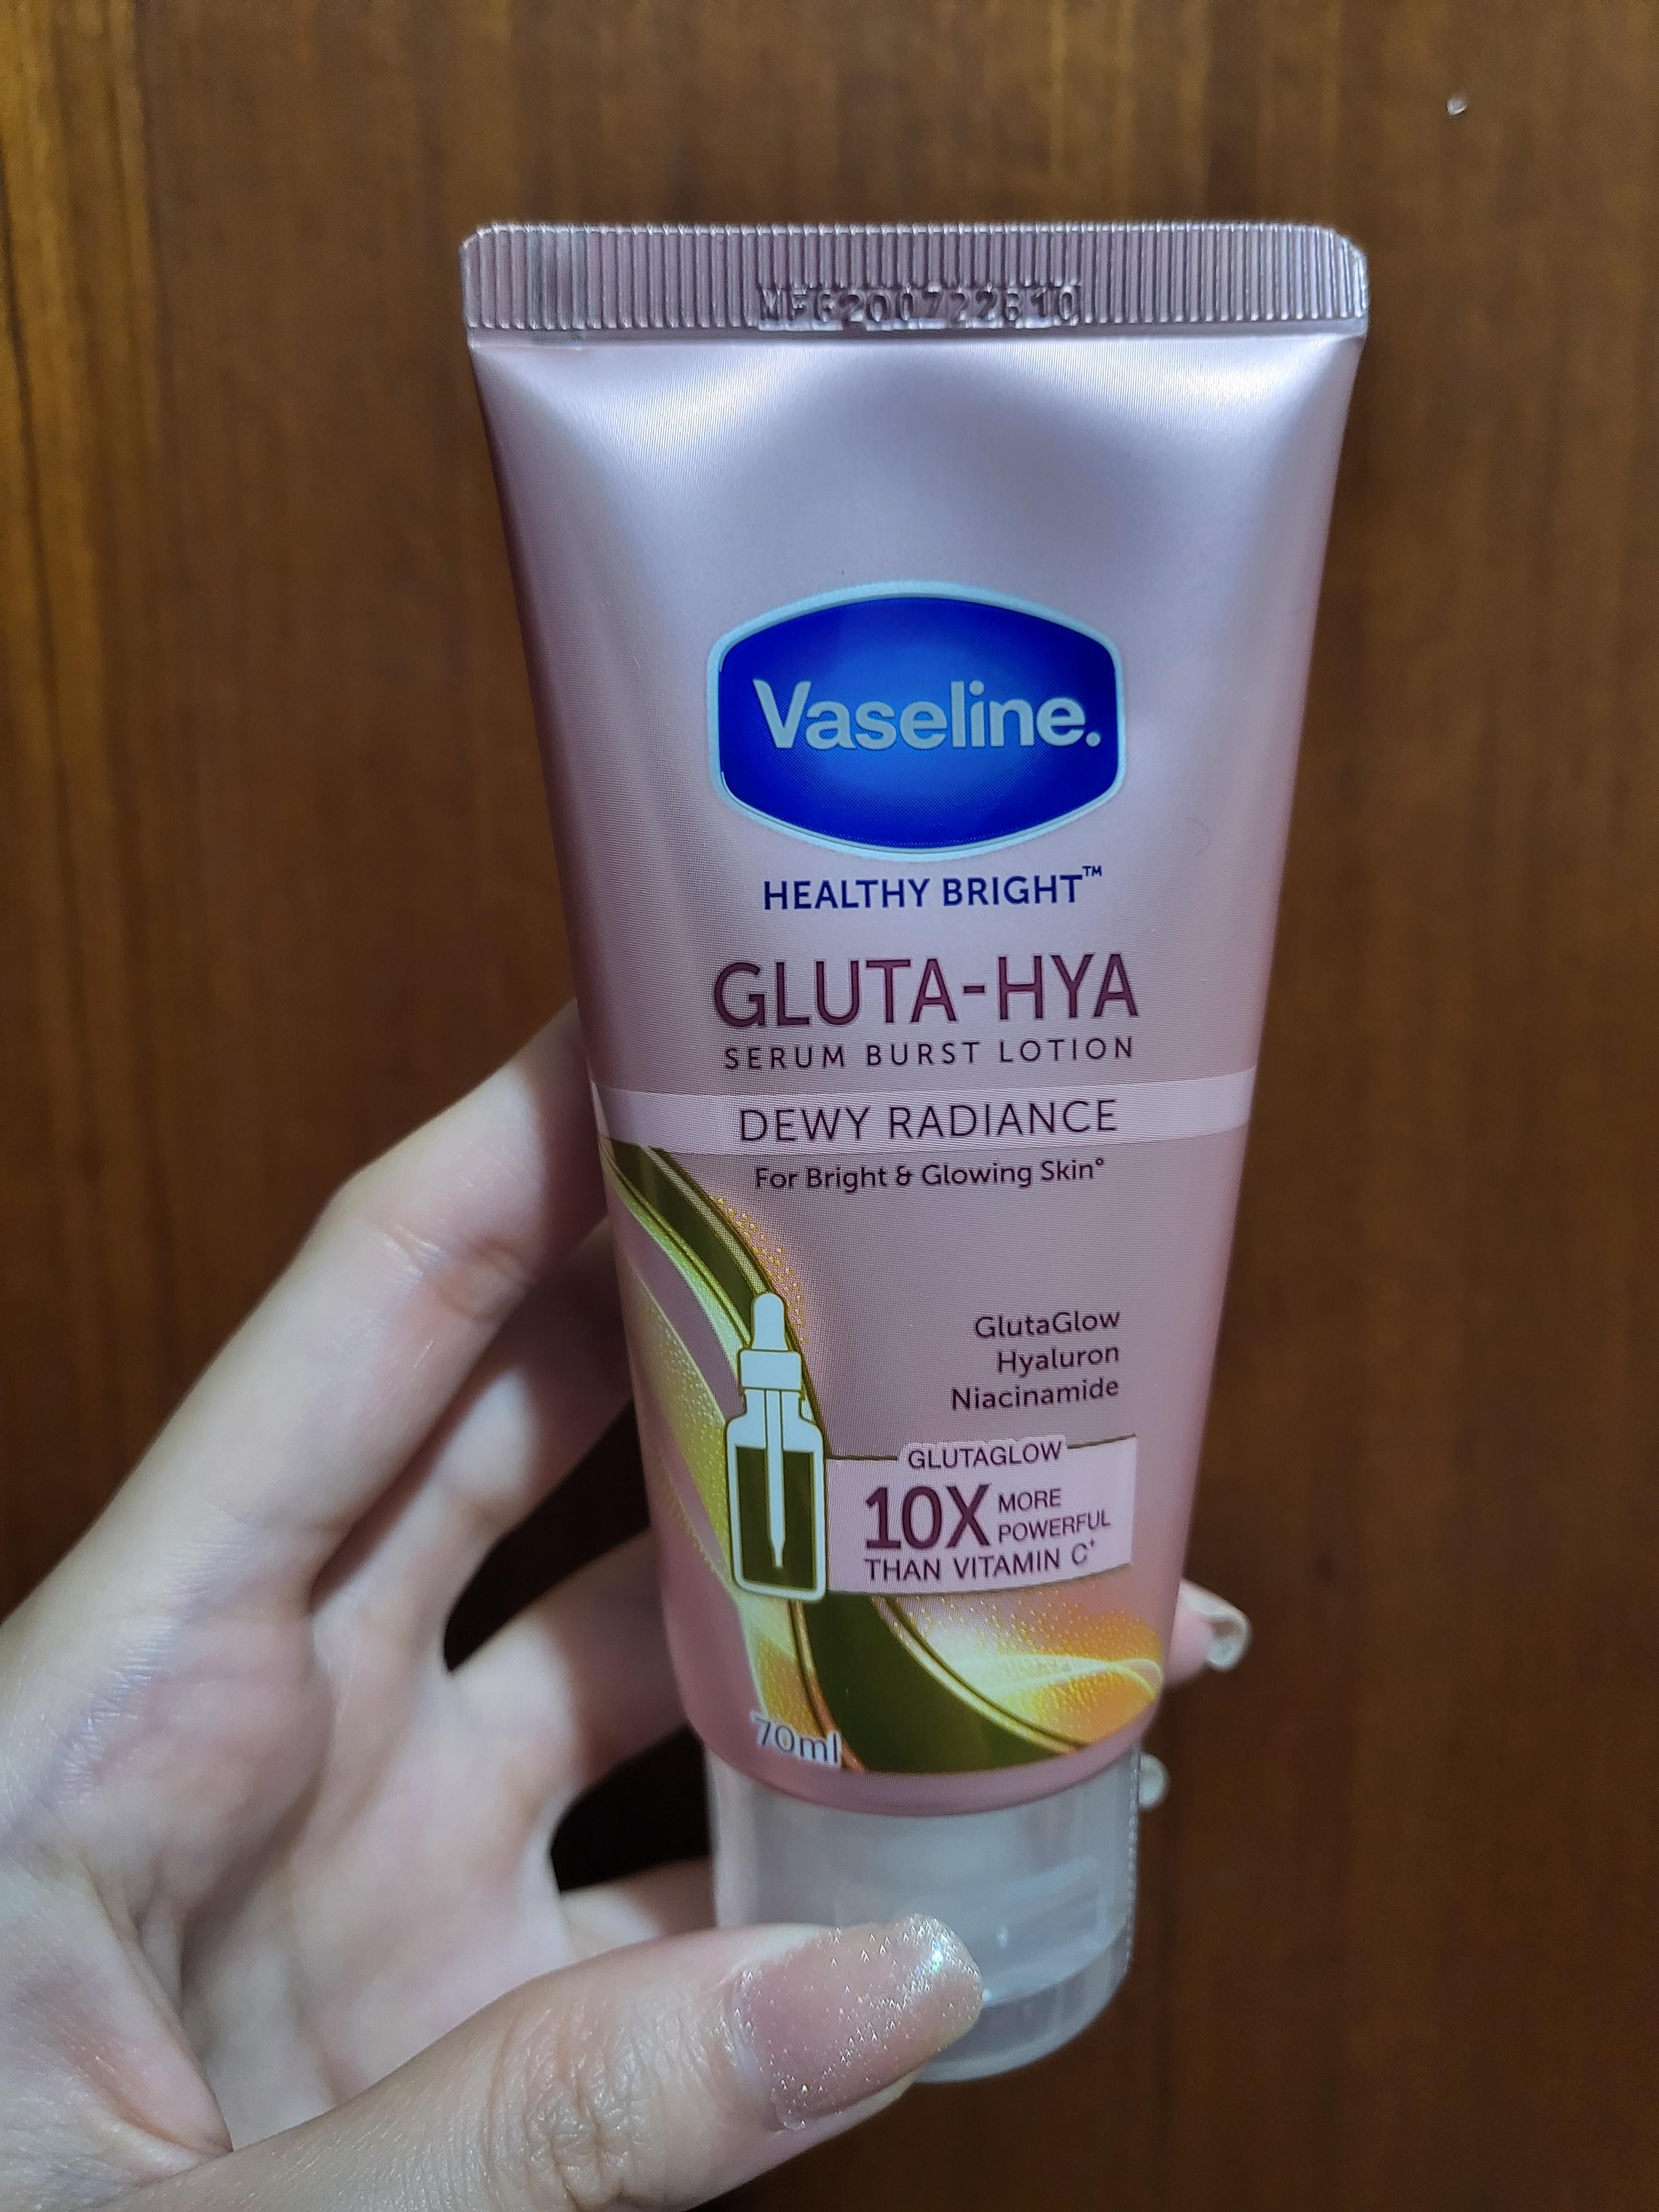 MFG200722B10
Vaseline.
HEALTHY BRIGHT™
GLUTA-HYA
SERUM BURST LOTION
DEWY RADIANCE
For Bright & Glowing Skin°
GlutaGlow
Hyaluron
Niacinamide
GLUTAGLOW
10X MORE
POWERFUL
THAN VITAMIN C⁺
70ml